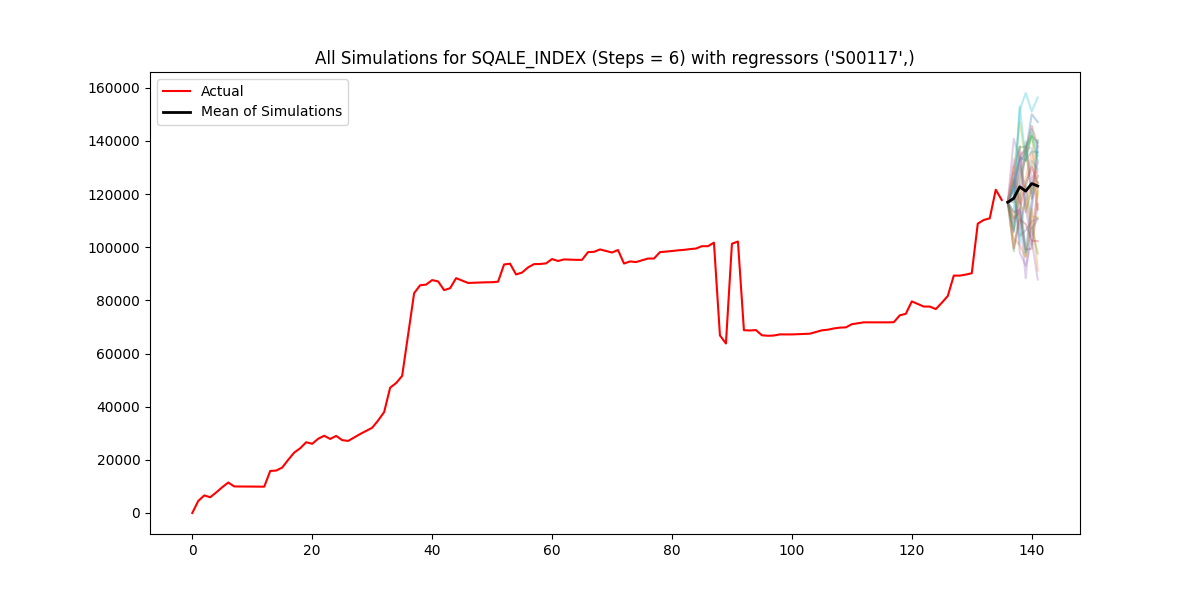 All Simulations for SQALE_INDEX (Steps = 6) with regressors ('S00117',)
Actual
Mean of Simulations
160000
140000
120000
100000
80000
60000
40000
20000
0
0 20 40 60 80 100 120 140